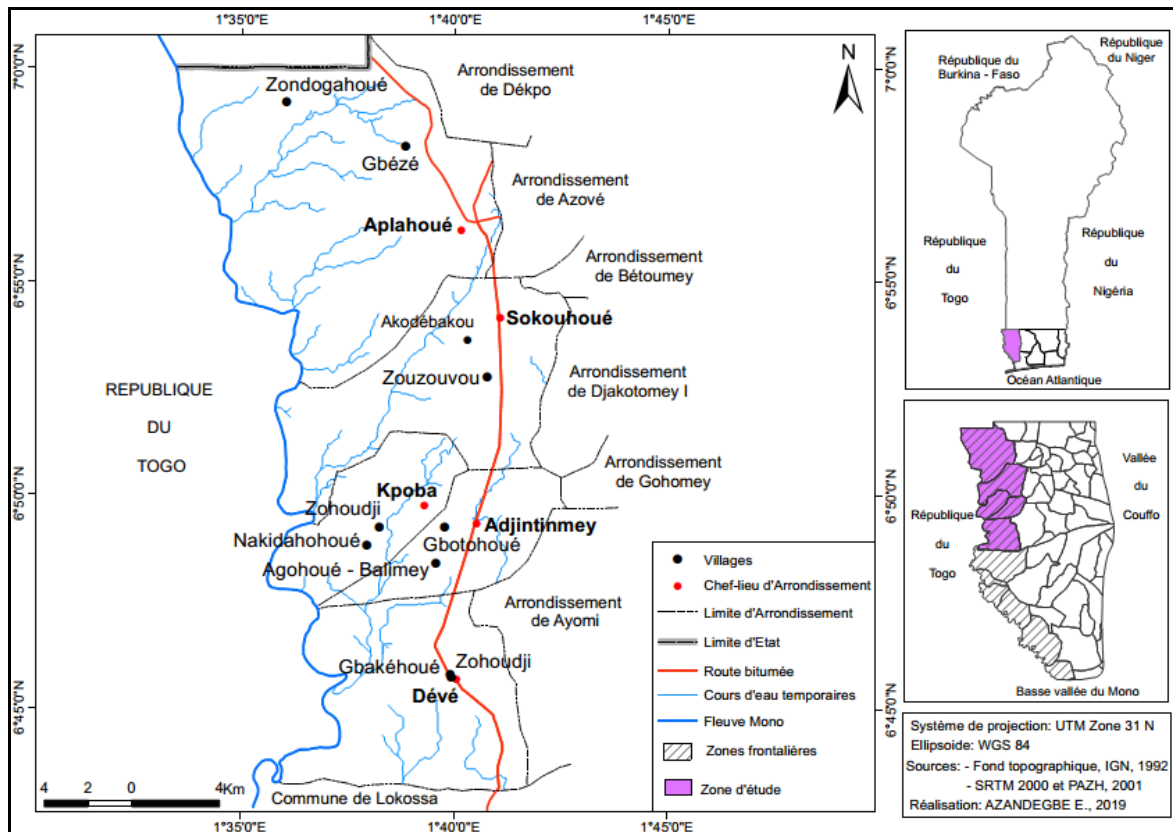 1°35'0"E
1°40'0"E
1°45'0"E
7°0'0"N
6°55'0"N
6°50'0"N
6°45'0"N
N
Arrondissement
de Dékpo
Zondogahoué
Gbézé
Arrondissement
de Azové
Aplahoué
Arrondissement
de Bétoumey
Sokouhoué
Akodébakou
Zouzouvou
Arrondissement
de Djakotomey I
REPUBLIQUE
DU
TOGO
Arrondissement
de Gohomey
Kpoba
Zohoudji
Adjintinmey
Nakidahohoué
Gbotohoué
Agohoué - Balimey
Arrondissement
de Ayomi
Gbakéhoué
Zohoudji
Dévé
4 2 0 4Km
Commune de Lokossa
1°35'0"E
1°40'0"E
1°45'0"E
7°0'0"N
6°55'0"N
6°50'0"N
6°45'0"N
Villages
Chef-lieu d'Arrondissement
Limite d'Arrondissement
Limite d'Etat
Route bitumée
Cours d'eau temporaires
Fleuve Mono
Zones frontalières
Zone d'étude
République du
Burkina - Faso
République
du Niger
République
du
Togo
République
du
Nigéria
Océan Atlantique
Vallée
du
Couffo
République
du
Togo
Basse vallée du Mono
Système de projection: UTM Zone 31 N
Ellipsoide: WGS 84
Sources: - Fond topographique, IGN, 1992
- SRTM 2000 et PAZH, 2001
Réalisation: AZANDEGBE E., 2019